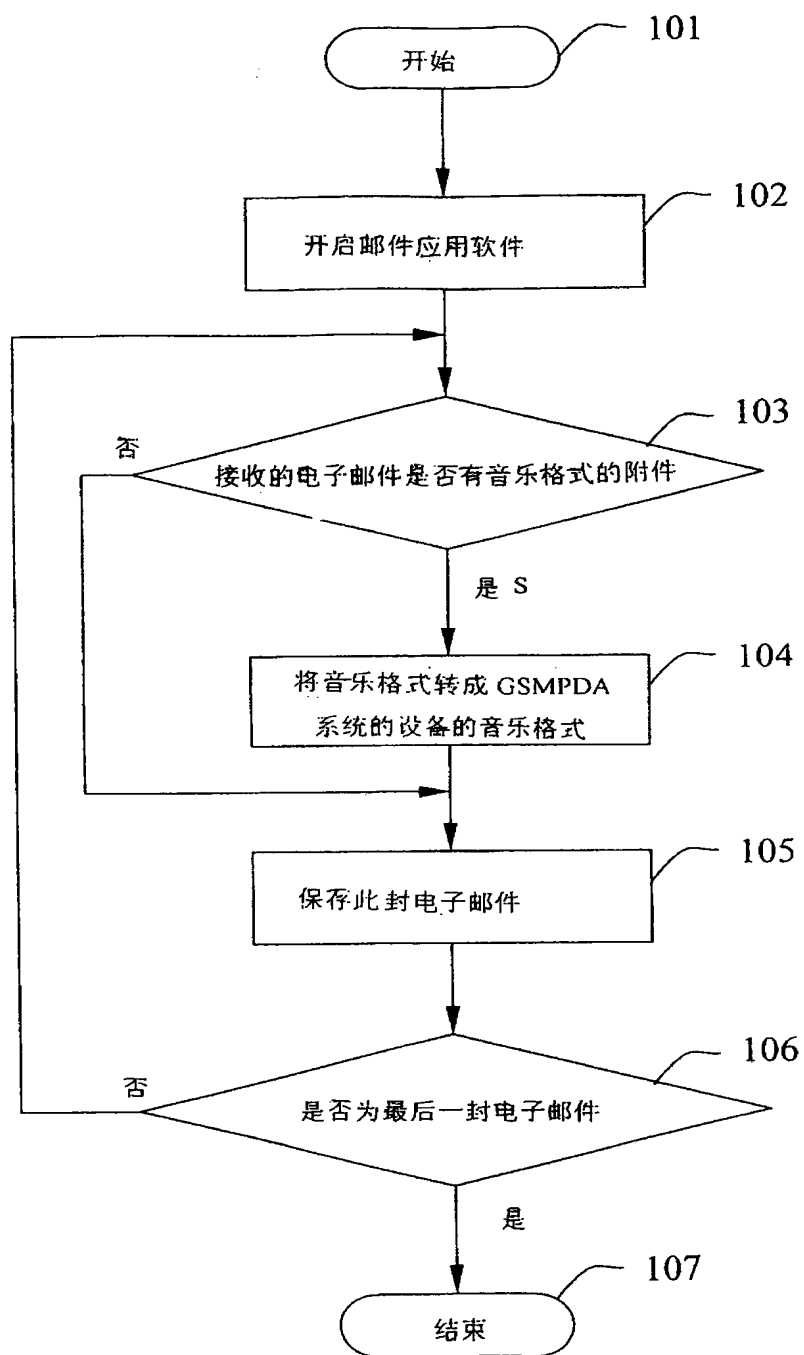 101
开始
102
开启邮件应用软件
103
否
接收的电子邮件是否有音乐格式的附件
是 S
104
将音乐格式转成 GSMPDA
系统的设备的音乐格式
105
保存此封电子邮件
106
否
是否为最后一封电子邮件
是
107
结束